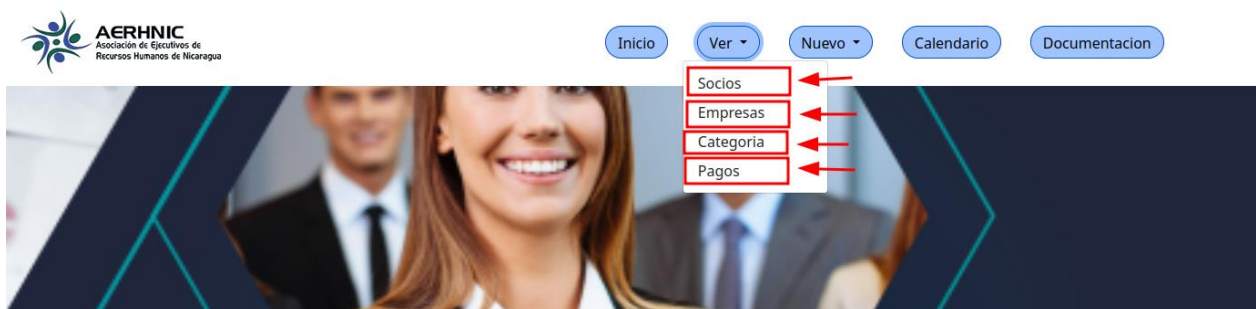 AERHNIC
Asociación de Ejecutivos de
Recursos Humanos de Nicaragua
Inicio
Ver
Nuevo
Calendario
Documentacion
Socios
Empresas
Categoria
Pagos